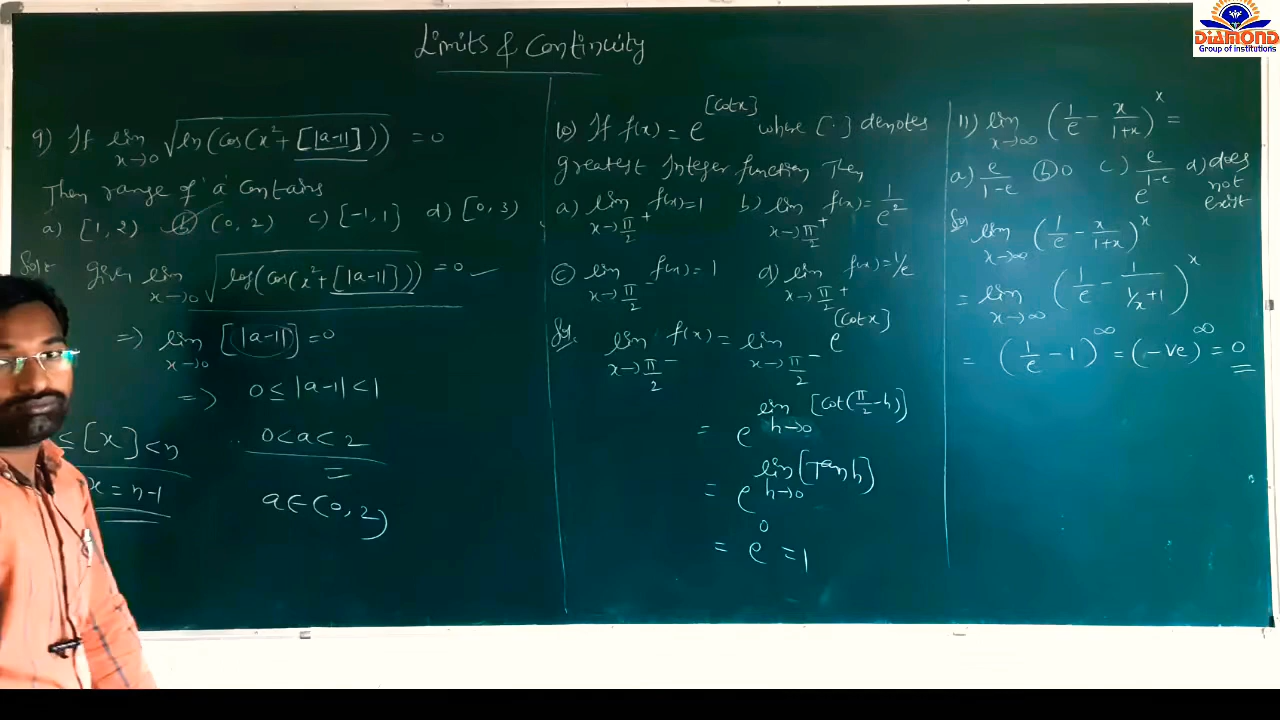 DIAMOND
Group of institutions
Limits & Continuity
9) If lim x→0 √(ln(cos(x² + [|a-1|]))) = 0
Then range of 'a' Contains
a) [1, 2) b) (0, 2) c) [-1, 1] d) [0, 3)
Sol:- Given lim x→0 √(log(cos(x² + [|a-1|]))) = 0
⇒ lim x→0 [|a-1|] = 0
⇒ 0 ≤ |a-1| < 1
≤ [x] < n
0 < a < 2
x = n-1
a ∈ (0, 2)
10) If f(x) = e^[Cotx] where [.] denotes
greatest Integer function Then
a) lim x→π/2⁺ f(x) = 1 b) lim x→π/2⁺ f(x) = 1/e²
c) lim x→π/2⁻ f(x) = 1 d) lim x→π/2⁺ f(x) = 1/e
Sol. lim x→π/2⁻ f(x) = lim x→π/2⁻ e^[Cotx]
= e^(lim h→0 [Cot(π/2-h)])
= e^(lim h→0 [Tanh])
= e^0 = 1
11) lim x→∞ (1/e - x/(1+x))^x =
a) e/(1-e) b) 0 c) e^(e/(1-e)) d) does not exist
Sol lim x→∞ (1/e - x/(1+x))^x
= lim x→∞ (1/e - 1/(1/x+1))^x
= (1/e - 1)^∞ = (-ve)^∞ = 0